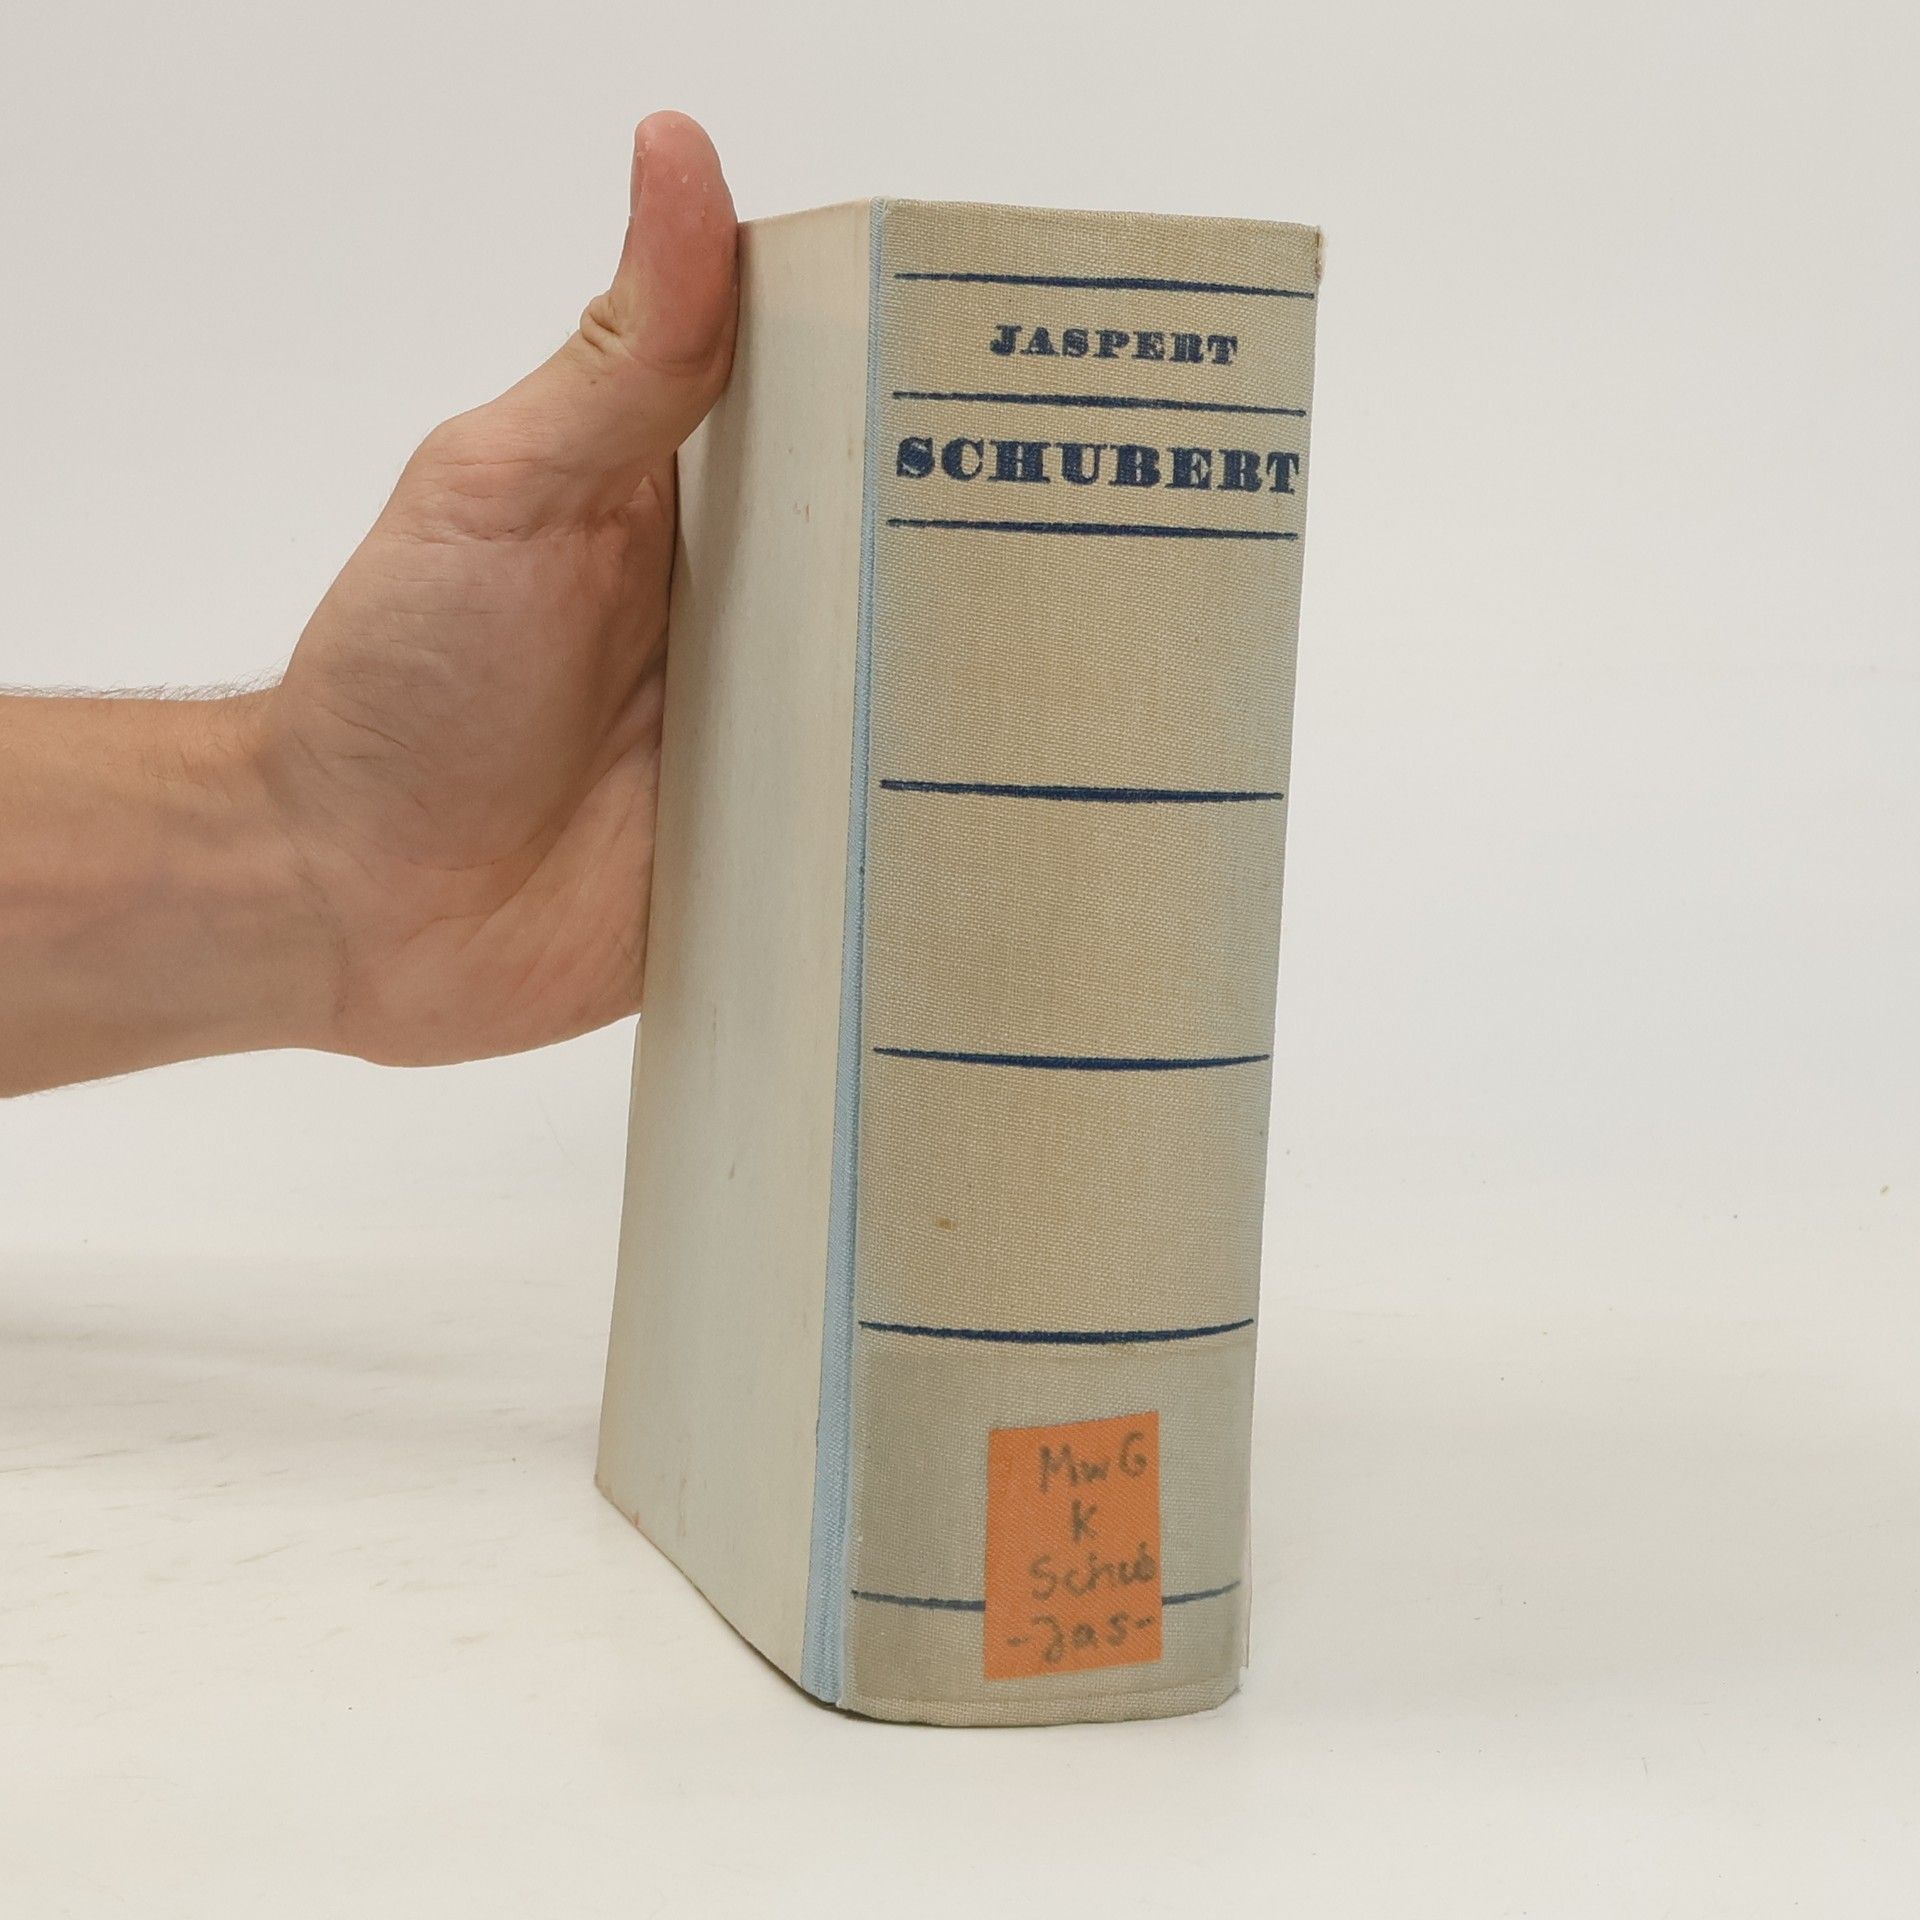 JASPERT
SCHUBERT
MwG
K
Schub
-Jas-